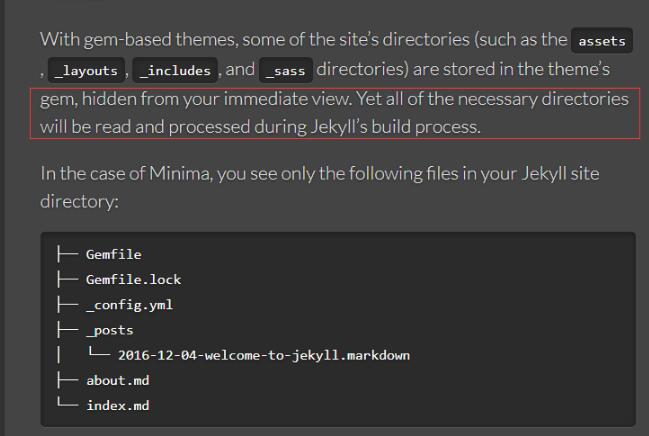 With gem-based themes, some of the site’s directories (such as the assets
, _layouts, _includes, and _sass directories) are stored in the theme’s
gem, hidden from your immediate view. Yet all of the necessary directories
will be read and processed during Jekyll’s build process.
In the case of Minima, you see only the following files in your Jekyll site
directory:
├── Gemfile
├── Gemfile.lock
├── _config.yml
├── _posts
│   └── 2016-12-04-welcome-to-jekyll.markdown
├── about.md
└── index.md